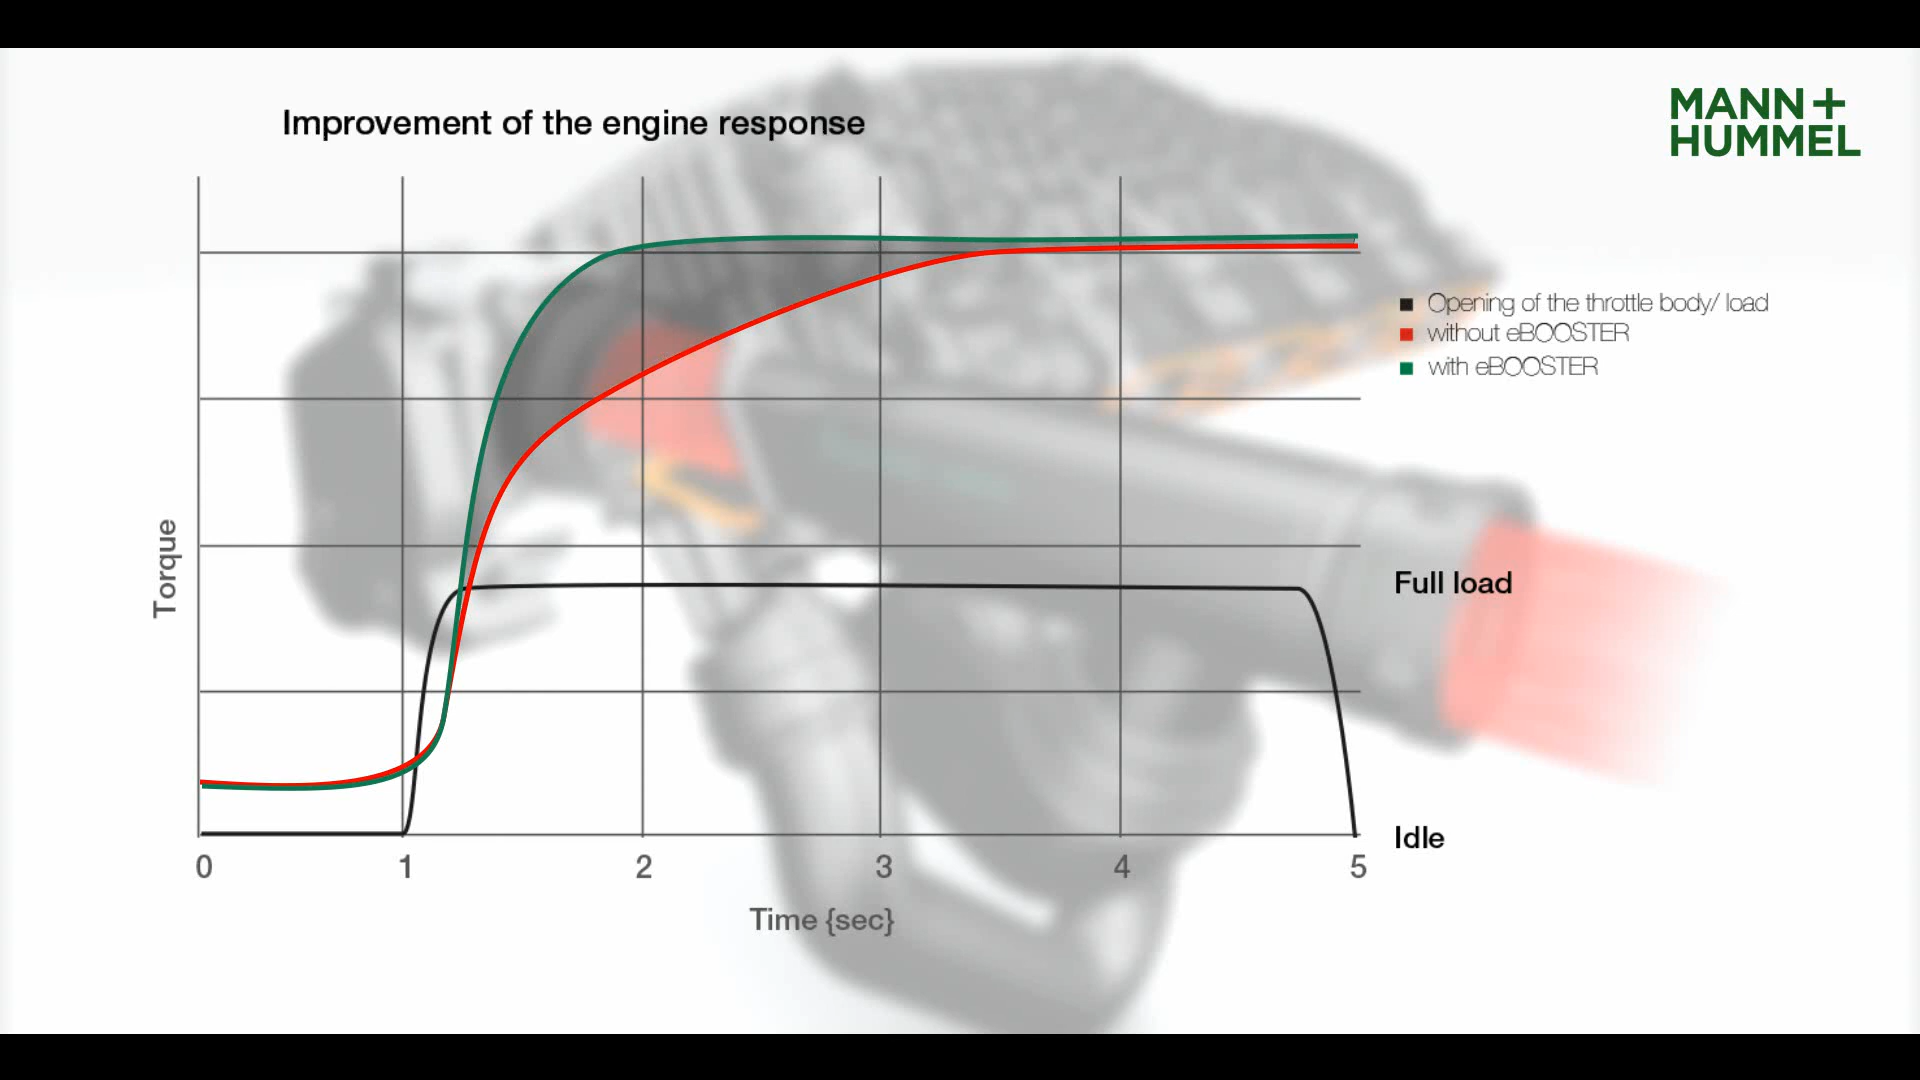 Improvement of the engine response
MANN+
HUMMEL
Opening of the throttle body/ load
without eBOOSTER
with eBOOSTER
Torque
Full load
Idle
0 1 2 3 4 5
Time {sec}